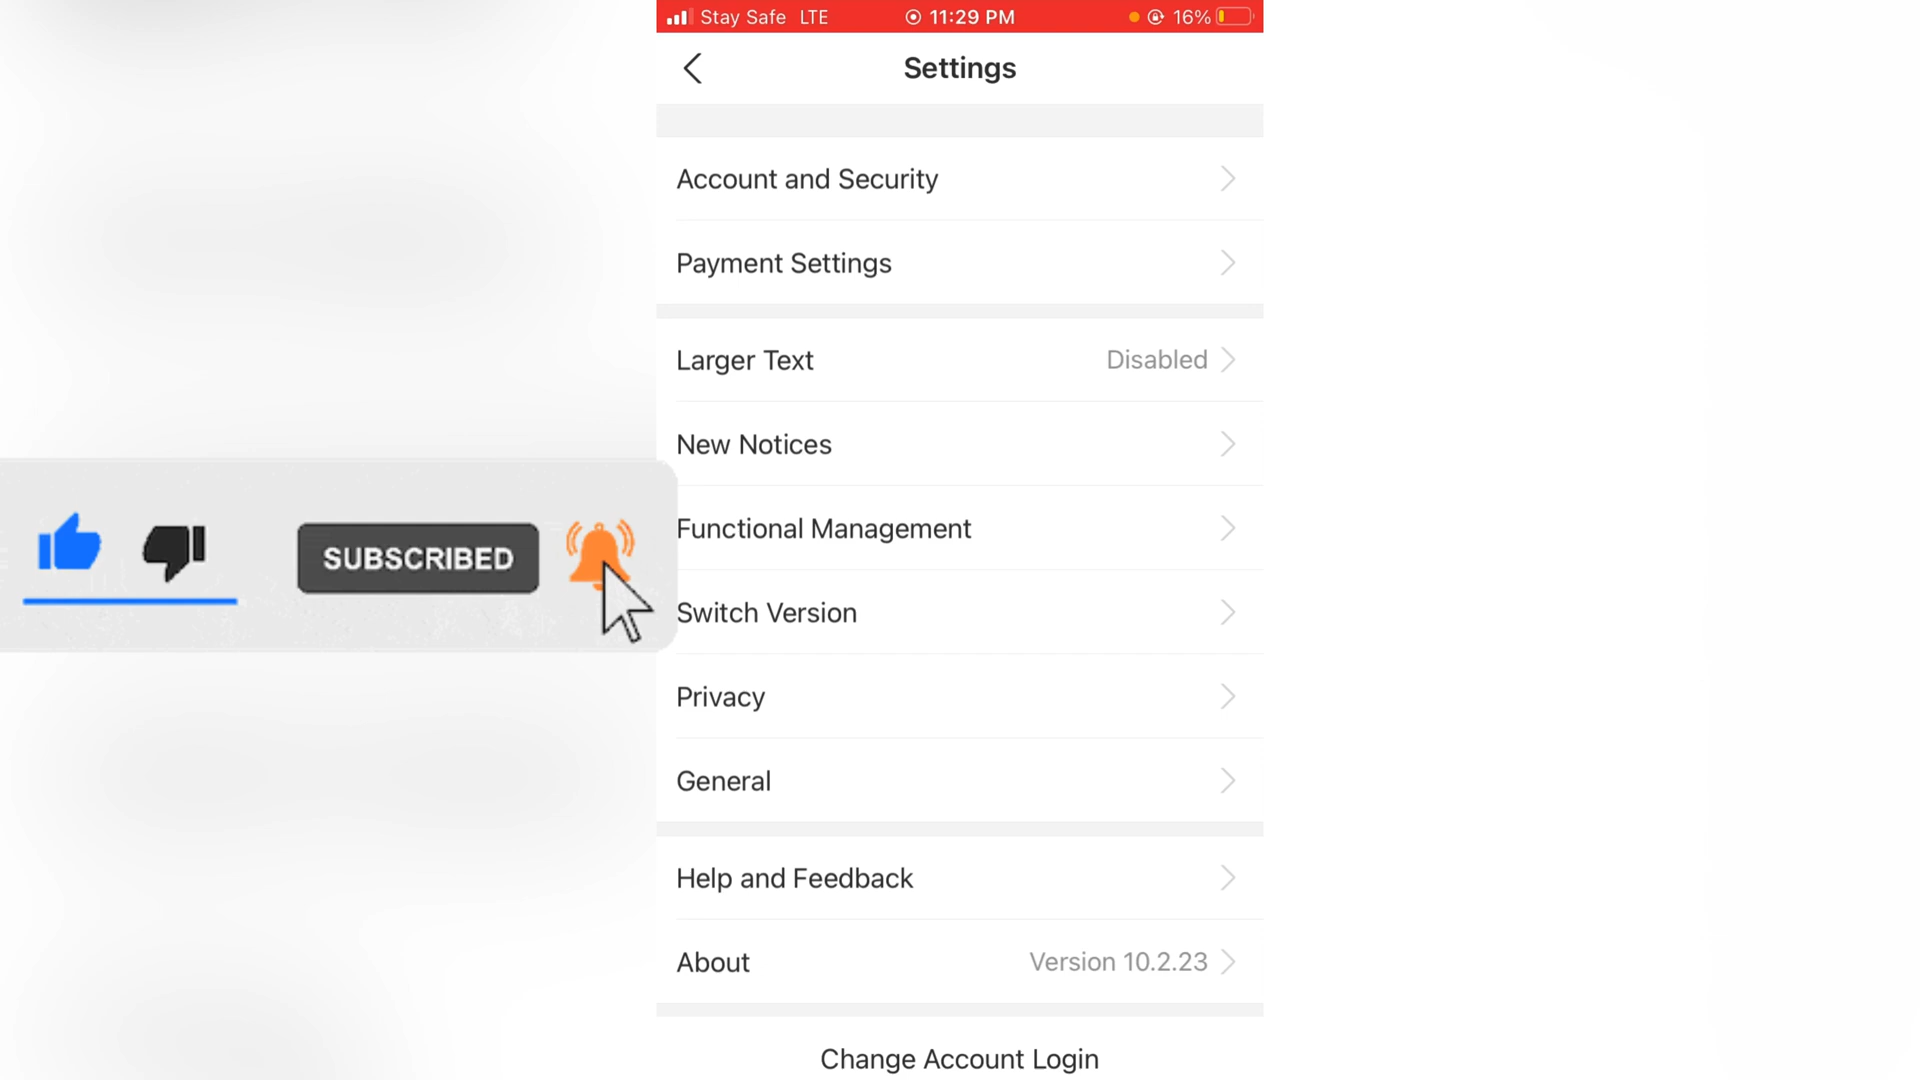 Stay Safe LTE 11:29 PM 16%
Settings
Account and Security
Payment Settings
Larger Text Disabled
New Notices
Functional Management
SUBSCRIBED
Switch Version
Privacy
General
Help and Feedback
About Version 10.2.23
Change Account Login